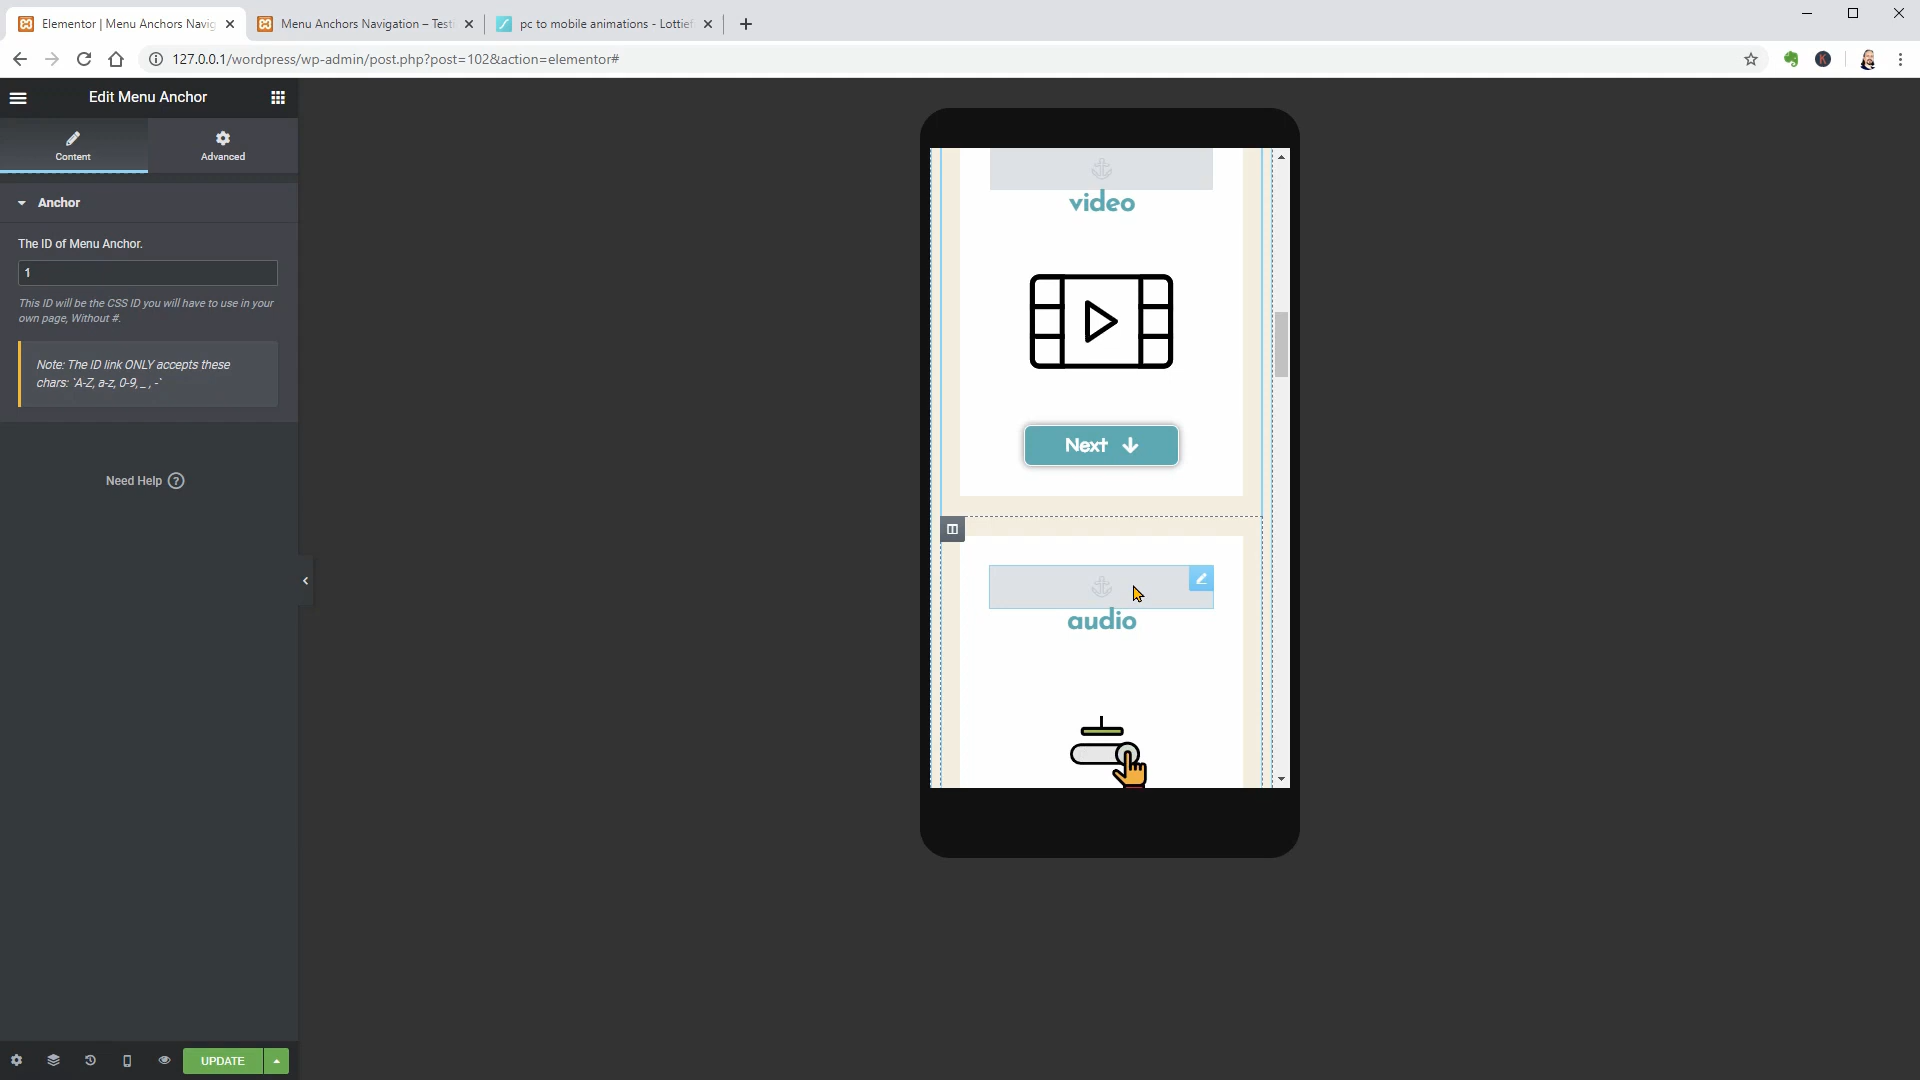 Elementor | Menu Anchors Navig
Menu Anchors Navigation – Testi
pc to mobile animations - Lottief
127.0.0.1/wordpress/wp-admin/post.php?post=102&action=elementor#
Edit Menu Anchor
Content
Advanced
Anchor
The ID of Menu Anchor.
1
This ID will be the CSS ID you will have to use in your
own page, Without #.
Note: The ID link ONLY accepts these
chars: `A-Z, a-z, 0-9, _ , -`
Need Help ?
UPDATE
video
Next
audio